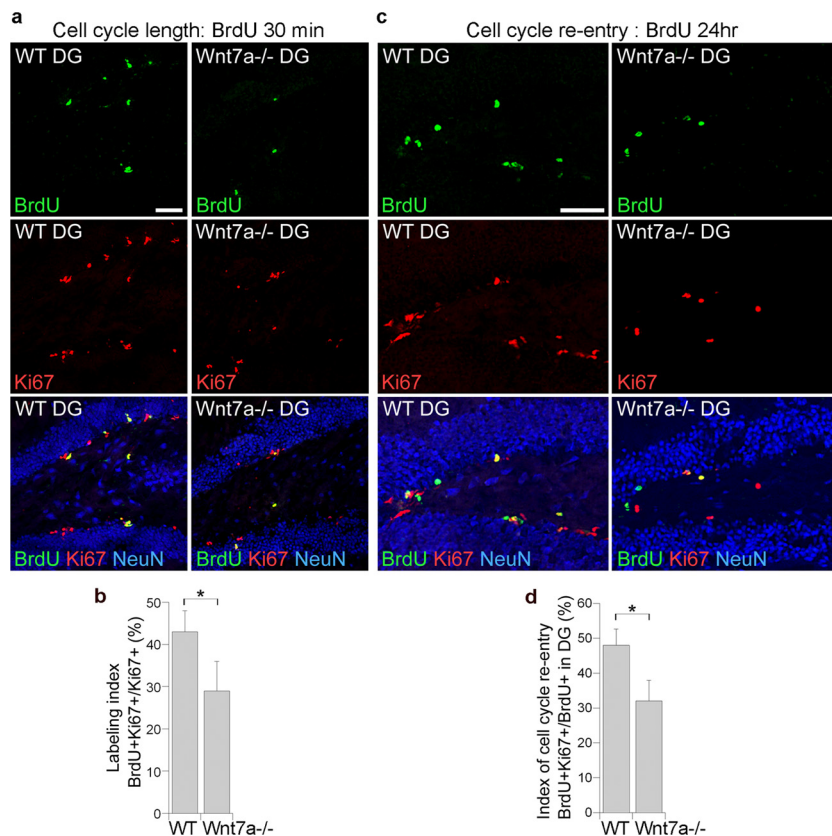 a
Cell cycle length: BrdU 30 min
WT DG
Wnt7a-/- DG
BrdU
BrdU
WT DG
Wnt7a-/- DG
Ki67
Ki67
WT DG
Wnt7a-/- DG
BrdU Ki67 NeuN
BrdU Ki67 NeuN
c
Cell cycle re-entry : BrdU 24hr
WT DG
Wnt7a-/- DG
BrdU
BrdU
WT DG
Wnt7a-/- DG
Ki67
Ki67
WT DG
Wnt7a-/- DG
BrdU Ki67 NeuN
BrdU Ki67 NeuN
b
Labeling index
BrdU+Ki67+/Ki67+ (%)
50
40
30
20
10
0
*
WT Wnt7a-/-
d
Index of cell cycle re-entry
BrdU+Ki67+/BrdU+ in DG (%)
60
50
40
30
20
10
0
*
WT Wnt7a-/-